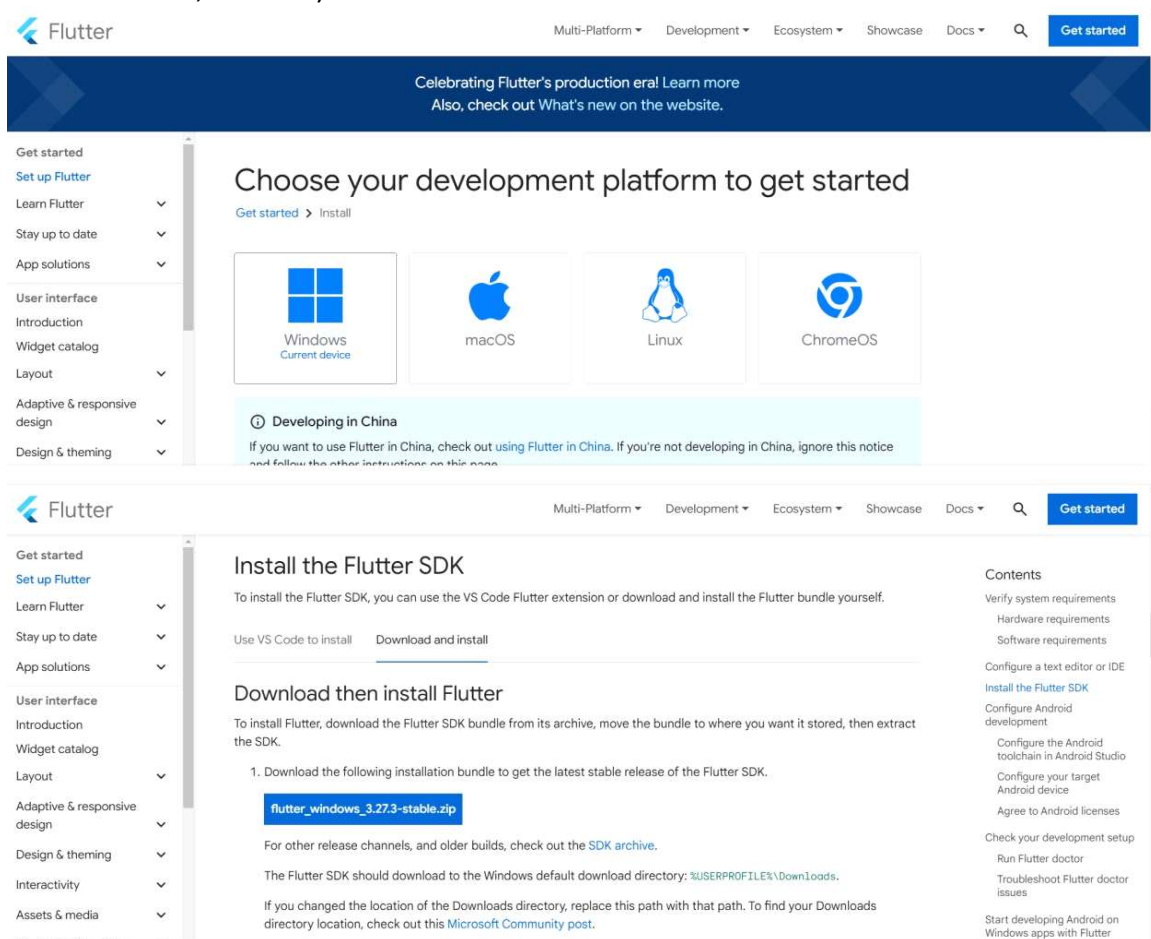 Flutter
Multi-Platform
Development
Ecosystem
Showcase
Docs
Get started
Celebrating Flutter's production era! Learn more
Also, check out What's new on the website.
Get started
Set up Flutter
Learn Flutter
Stay up to date
App solutions
User interface
Introduction
Widget catalog
Layout
Adaptive & responsive
design
Design & theming
Choose your development platform to get started
Get started > Install
Windows
Current device
macOS
Linux
ChromeOS
Developing in China
If you want to use Flutter in China, check out using Flutter in China. If you're not developing in China, ignore this notice
and follow the other instructions on this page.
Flutter
Multi-Platform
Development
Ecosystem
Showcase
Docs
Get started
Get started
Set up Flutter
Learn Flutter
Stay up to date
App solutions
User interface
Introduction
Widget catalog
Layout
Adaptive & responsive
design
Design & theming
Interactivity
Assets & media
Install the Flutter SDK
To install the Flutter SDK, you can use the VS Code Flutter extension or download and install the Flutter bundle yourself.
Use VS Code to install
Download and install
Download then install Flutter
To install Flutter, download the Flutter SDK bundle from its archive, move the bundle to where you want it stored, then extract
the SDK.
1. Download the following installation bundle to get the latest stable release of the Flutter SDK.
flutter_windows_3.27.3-stable.zip
For other release channels, and older builds, check out the SDK archive.
The Flutter SDK should download to the Windows default download directory: %USERPROFILE%\Downloads.
If you changed the location of the Downloads directory, replace this path with that path. To find your Downloads
directory location, check out this Microsoft Community post.
Contents
Verify system requirements
Hardware requirements
Software requirements
Configure a text editor or IDE
Install the Flutter SDK
Configure Android
development
Configure the Android
toolchain in Android Studio
Configure your target
Android device
Agree to Android licenses
Check your development setup
Run Flutter doctor
Troubleshoot Flutter doctor
issues
Start developing Android on
Windows apps with Flutter